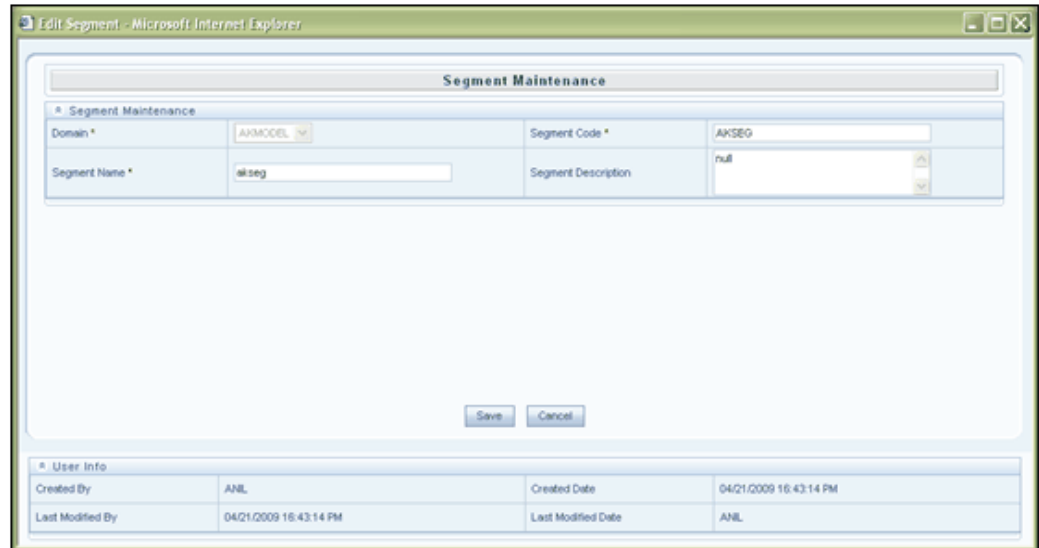 Edit Segment - Microsoft Internet Explorer
Segment Maintenance
Segment Maintenance
Domain * AKMODEL Segment Code * AKSEG
Segment Name * akseg Segment Description null
Save Cancel
User Info
Created By ANIL Created Date 04/21/2009 16:43:14 PM
Last Modified By 04/21/2009 16:43:14 PM Last Modified Date ANIL